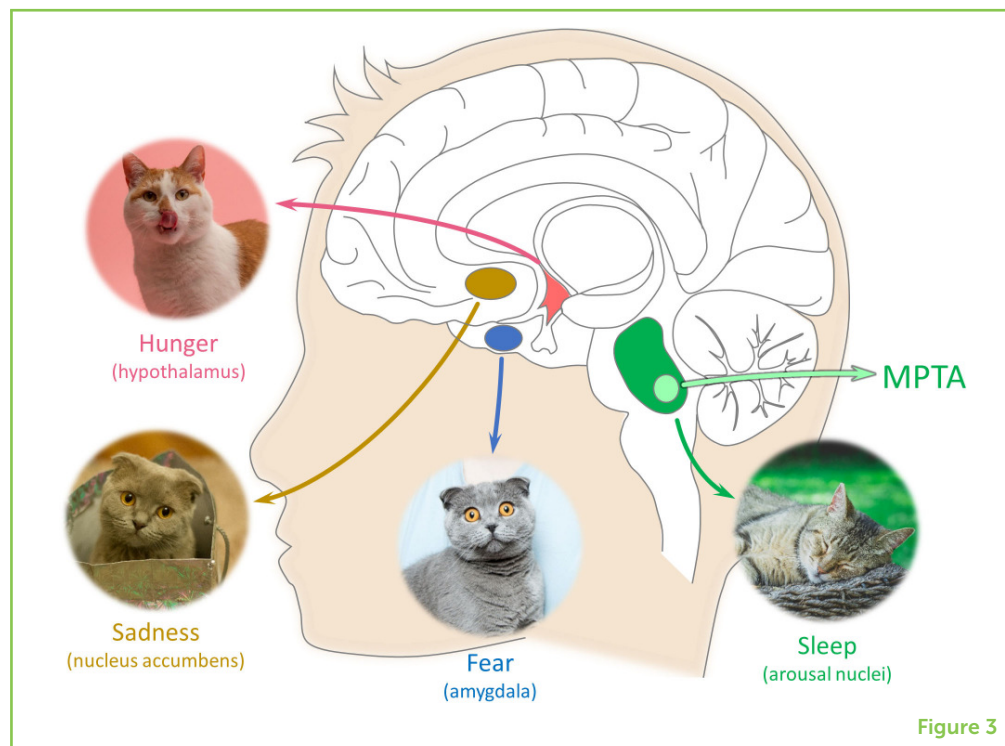 Hunger
(hypothalamus)
MPTA
Sadness
(nucleus accumbens)
Fear
(amygdala)
Sleep
(arousal nuclei)
Figure 3